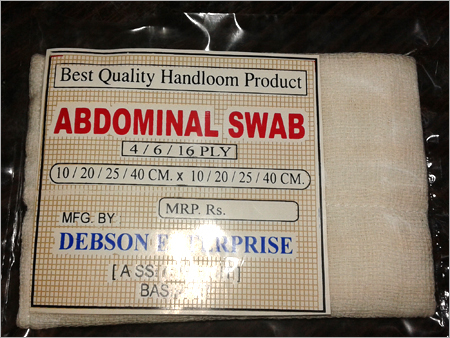 Best Quality Handloom Product
ABDOMINAL SWAB
4 / 6 / 16 PLY
10 / 20 / 25 / 40 CM. x 10 / 20 / 25 / 40 CM.
MRP. Rs.
MFG. BY
DEBSON